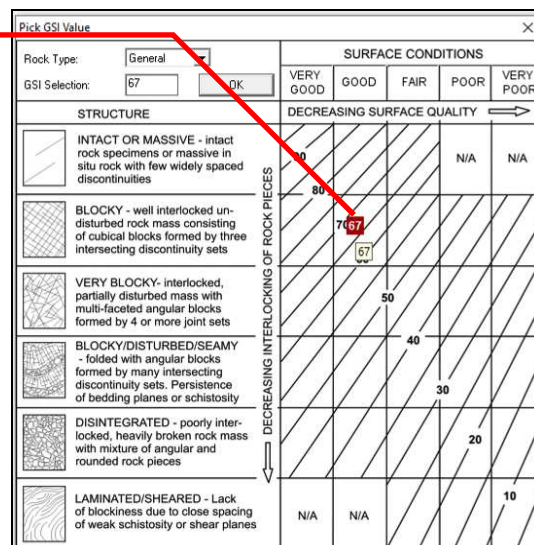 Pick GSI Value
Rock Type: General
GSI Selection: 67 OK
SURFACE CONDITIONS
VERY GOOD
GOOD
FAIR
POOR
VERY POOR
STRUCTURE
DECREASING SURFACE QUALITY
DECREASING INTERLOCKING OF ROCK PIECES
INTACT OR MASSIVE - intact
rock specimens or massive in
situ rock with few widely spaced
discontinuities
90
N/A N/A
80
BLOCKY - well interlocked un-
disturbed rock mass consisting
of cubical blocks formed by three
intersecting discontinuity sets
70 67
67
VERY BLOCKY- interlocked,
partially disturbed mass with
multi-faceted angular blocks
formed by 4 or more joint sets
50
40
BLOCKY/DISTURBED/SEAMY
- folded with angular blocks
formed by many intersecting
discontinuity sets. Persistence
of bedding planes or schistosity
30
DISINTEGRATED - poorly inter-
locked, heavily broken rock mass
with mixture of angular and
rounded rock pieces
20
LAMINATED/SHEARED - Lack
of blockiness due to close spacing
of weak schistosity or shear planes
N/A N/A
10